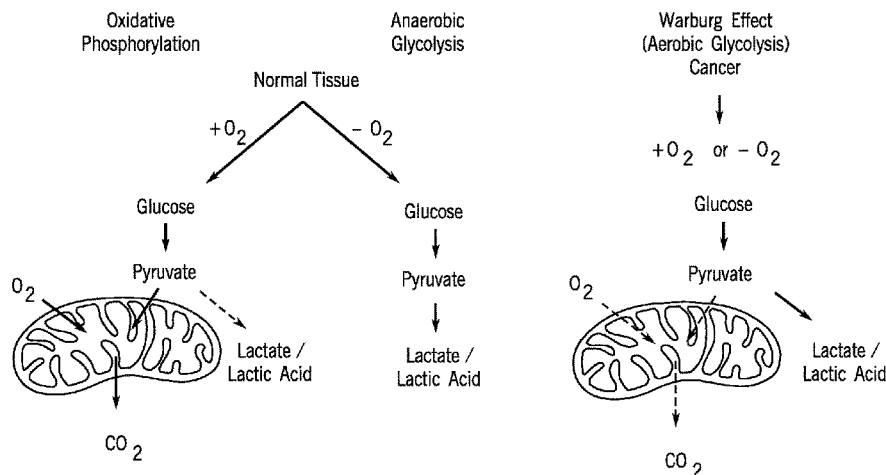 Oxidative
Phosphorylation
Anaerobic
Glycolysis
Warburg Effect
(Aerobic Glycolysis)
Cancer
Normal Tissue
+O2
– O2
+O2 or – O2
Glucose
Glucose
Glucose
Pyruvate
Pyruvate
Pyruvate
O2
O2
Lactate /
Lactic Acid
Lactate /
Lactic Acid
Lactate /
Lactic Acid
CO2
CO2